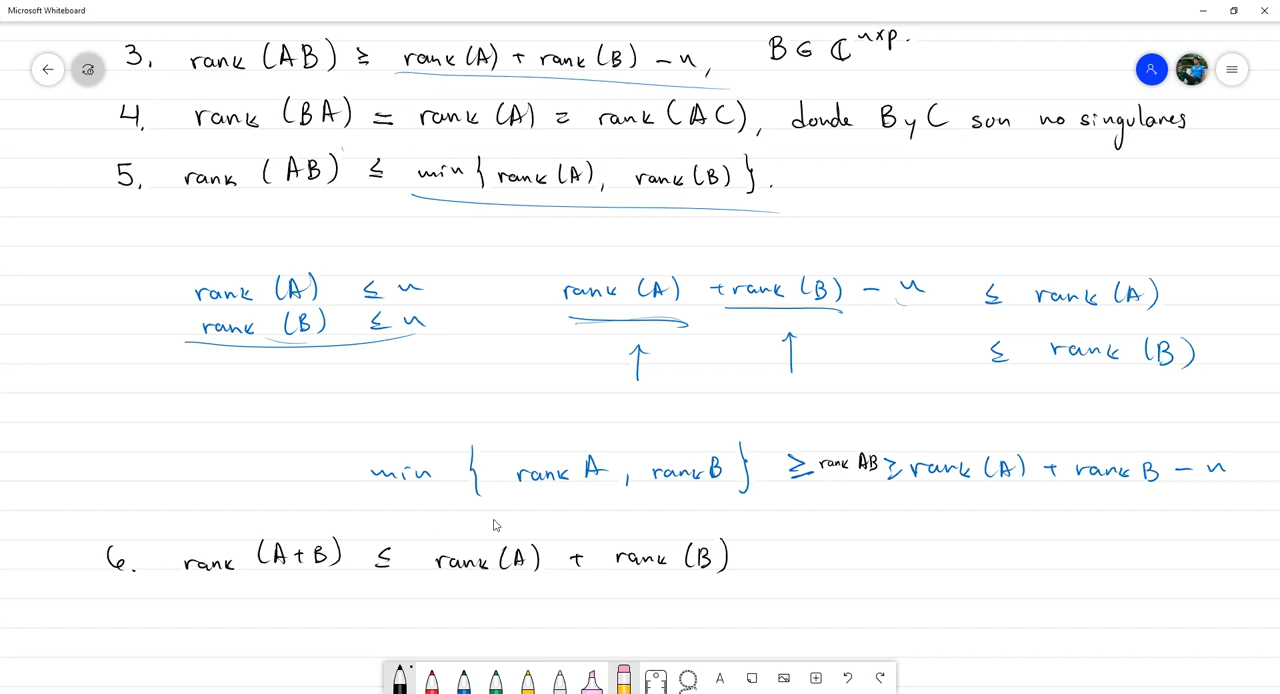 Microsoft Whiteboard
3. rank (AB) ≥ rank(A) + rank(B) - n, B ∈ ℂ^{n×p}.
4. rank (BA) = rank (A) = rank (AC), donde B y C son no singulares
5. rank (AB) ≤ min{rank(A), rank(B)}.
rank (A) ≤ n rank (A) + rank (B) - n ≤ rank (A)
rank (B) ≤ n ≤ rank (B)
min { rank A, rank B } ≥ rank AB ≥ rank (A) + rank B - n
6. rank (A+B) ≤ rank (A) + rank (B)
A